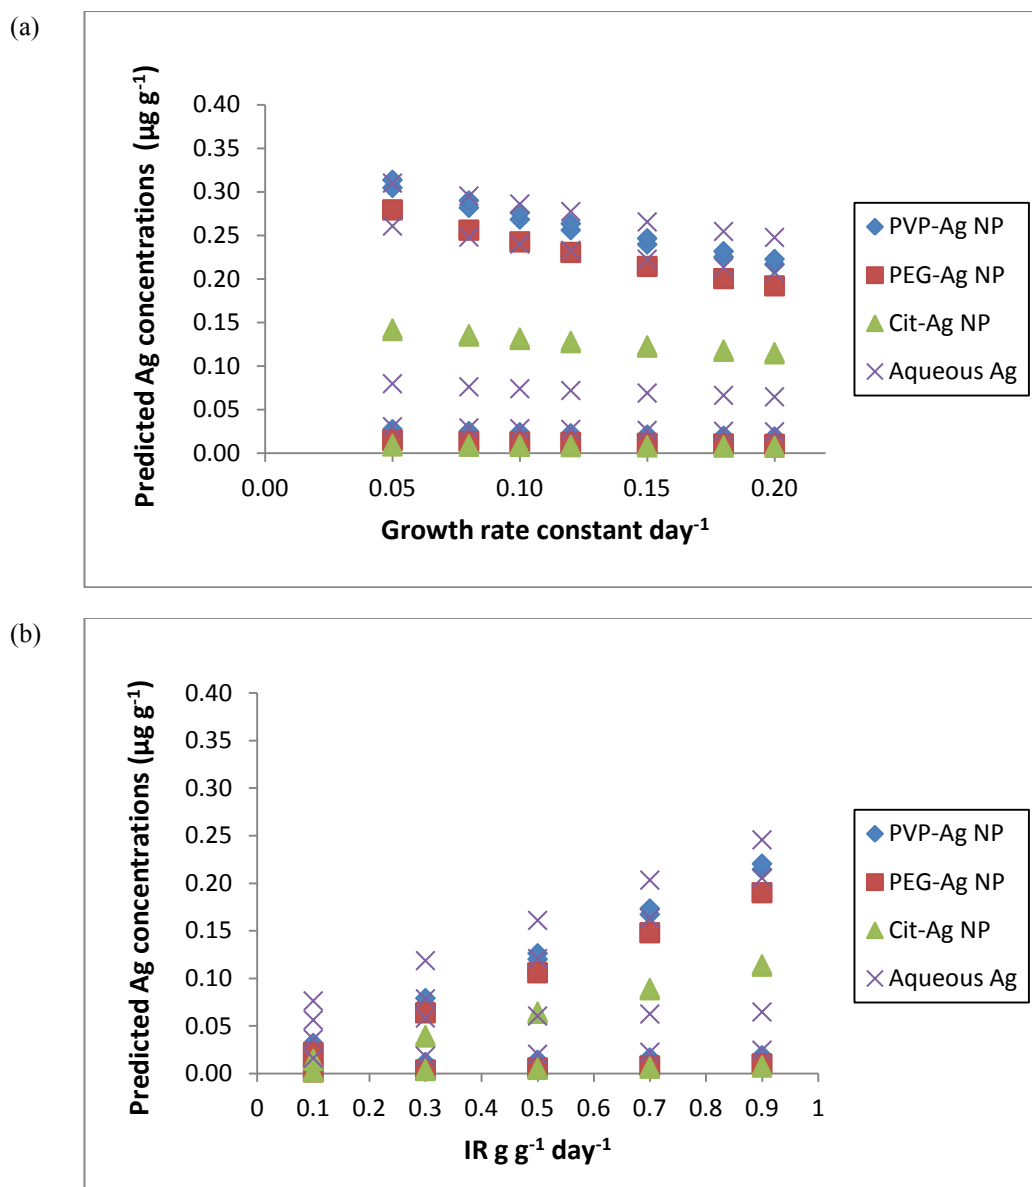 (a)
Predicted Ag concentrations (µg g⁻¹)
0.40
0.35
0.30
0.25
0.20
0.15
0.10
0.05
0.00
0.00 0.05 0.10 0.15 0.20
Growth rate constant day⁻¹
PVP-Ag NP
PEG-Ag NP
Cit-Ag NP
Aqueous Ag
(b)
Predicted Ag concentrations (µg g⁻¹)
0.40
0.35
0.30
0.25
0.20
0.15
0.10
0.05
0.00
0 0.1 0.2 0.3 0.4 0.5 0.6 0.7 0.8 0.9 1
IR g g⁻¹ day⁻¹
PVP-Ag NP
PEG-Ag NP
Cit-Ag NP
Aqueous Ag